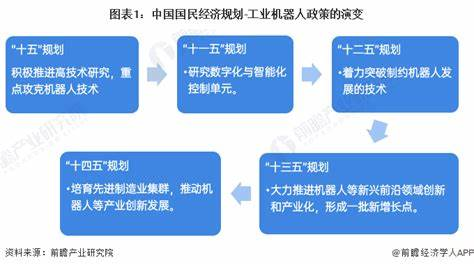 图表1：中国国民经济规划-工业机器人政策的演变
“十五”规划
积极推进高技术研究，重
点攻克机器人技术
“十一五”规划
•研究数字化与智能化
控制单元。
“十二五”规划
•着力突破制约机器人发
展的技术
“十三五”规划
•大力推进机器人等新兴前沿领域创新
和产业化，形成一批新增长点。
“十四五”规划
•培育先进制造业集群，推动机
器人等产业创新发展。
前瞻产业研究院
资料来源：前瞻产业研究院
@前瞻经济学人APP